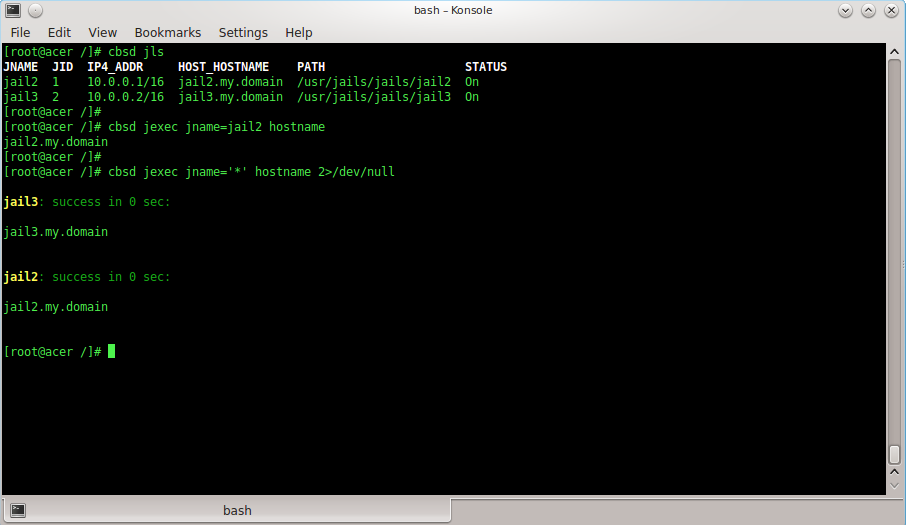 bash – Konsole
File Edit View Bookmarks Settings Help
[root@acer /]# cbsd jls
JNAME JID IP4_ADDR HOST_HOSTNAME PATH STATUS
jail2 1 10.0.0.1/16 jail2.my.domain /usr/jails/jails/jail2 On
jail3 2 10.0.0.2/16 jail3.my.domain /usr/jails/jails/jail3 On
[root@acer /]#
[root@acer /]# cbsd jexec jname=jail2 hostname
jail2.my.domain
[root@acer /]#
[root@acer /]# cbsd jexec jname='*' hostname 2>/dev/null
jail3: success in 0 sec:
jail3.my.domain
jail2: success in 0 sec:
jail2.my.domain
[root@acer /]#
bash